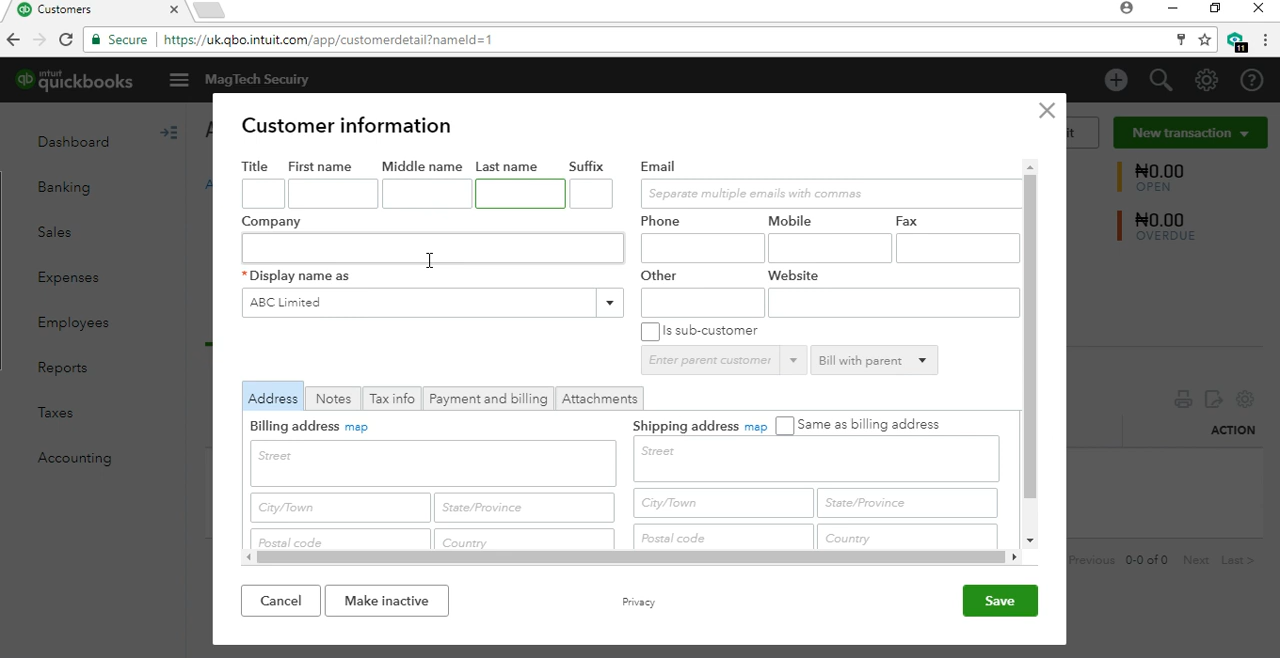 Customers
Secure https://uk.qbo.intuit.com/app/customerdetail?nameId=1
11
qb intuit quickbooks MagTech Secuiry
Dashboard
Banking
Sales
Expenses
Employees
Reports
Taxes
Accounting
New transaction
₦0.00
OPEN
₦0.00
OVERDUE
ACTION
Previous 0-0 of 0 Next Last >
Customer information
Title First name Middle name Last name Suffix
Company
* Display name as
ABC Limited
Email
Separate multiple emails with commas
Phone Mobile Fax
Other Website
Is sub-customer
Enter parent customer Bill with parent
Address Notes Tax info Payment and billing Attachments
Billing address map
Street
City/Town State/Province
Postal code Country
Shipping address map Same as billing address
Street
City/Town State/Province
Postal code Country
Cancel Make inactive Privacy Save